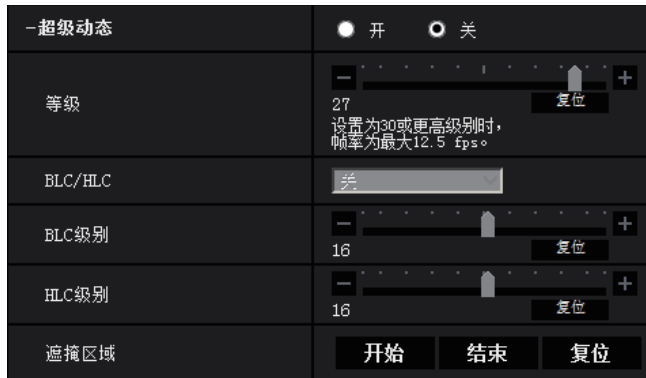 -超级动态
开 关
等级
27 复位
设置为30或更高级别时，
帧率为最大12.5 fps。
BLC/HLC
关
BLC级别
16 复位
HLC级别
16 复位
遮掩区域
开始 结束 复位